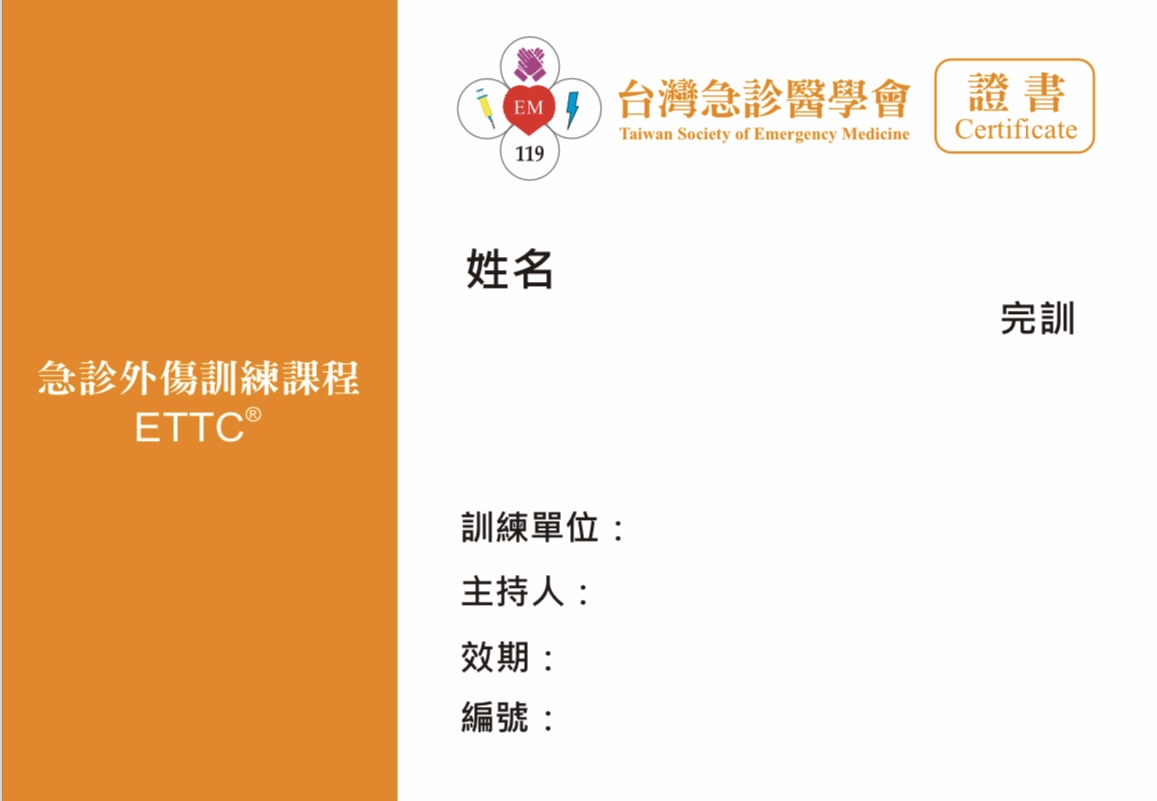 急診外傷訓練課程
ETTC®
EM
119
台灣急診醫學會
Taiwan Society of Emergency Medicine
證書
Certificate
姓名
完訓
訓練單位：
主持人：
效期：
編號：